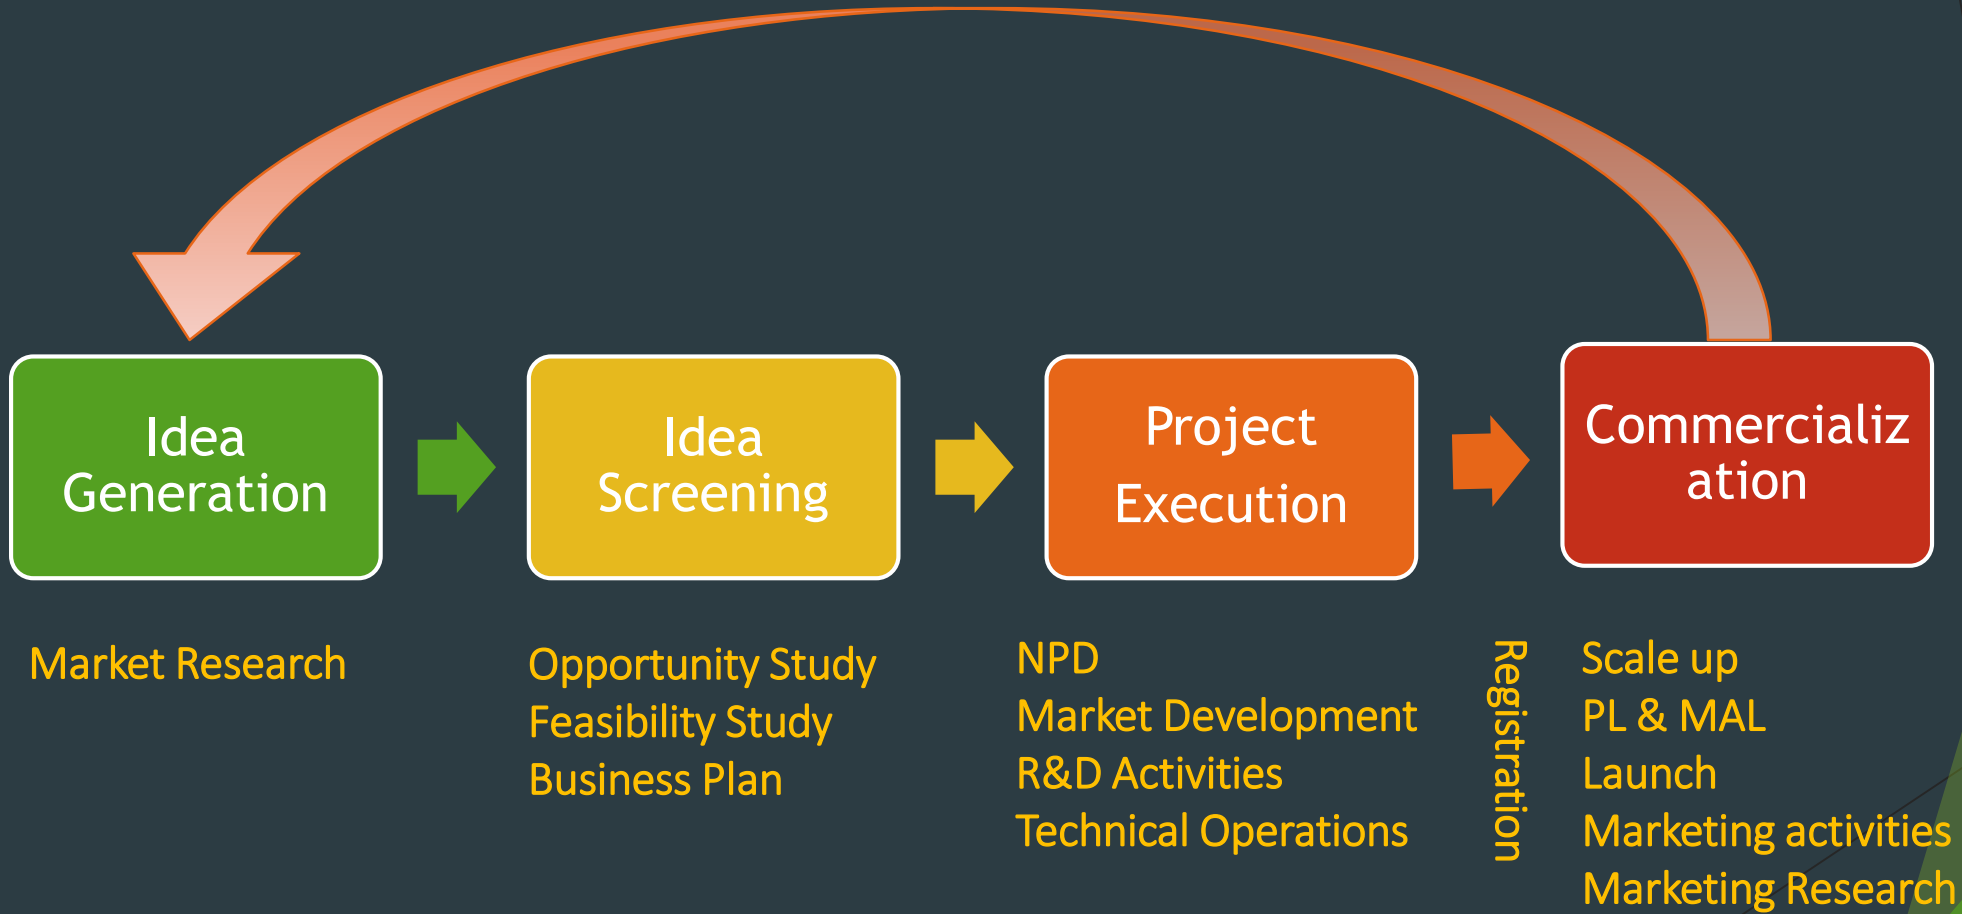 Idea
Generation
Idea
Screening
Project
Execution
Commercializ
ation
Market Research
Opportunity Study
Feasibility Study
Business Plan
NPD
Market Development
R&D Activities
Technical Operations
Registration
Scale up
PL & MAL
Launch
Marketing activities
Marketing Research